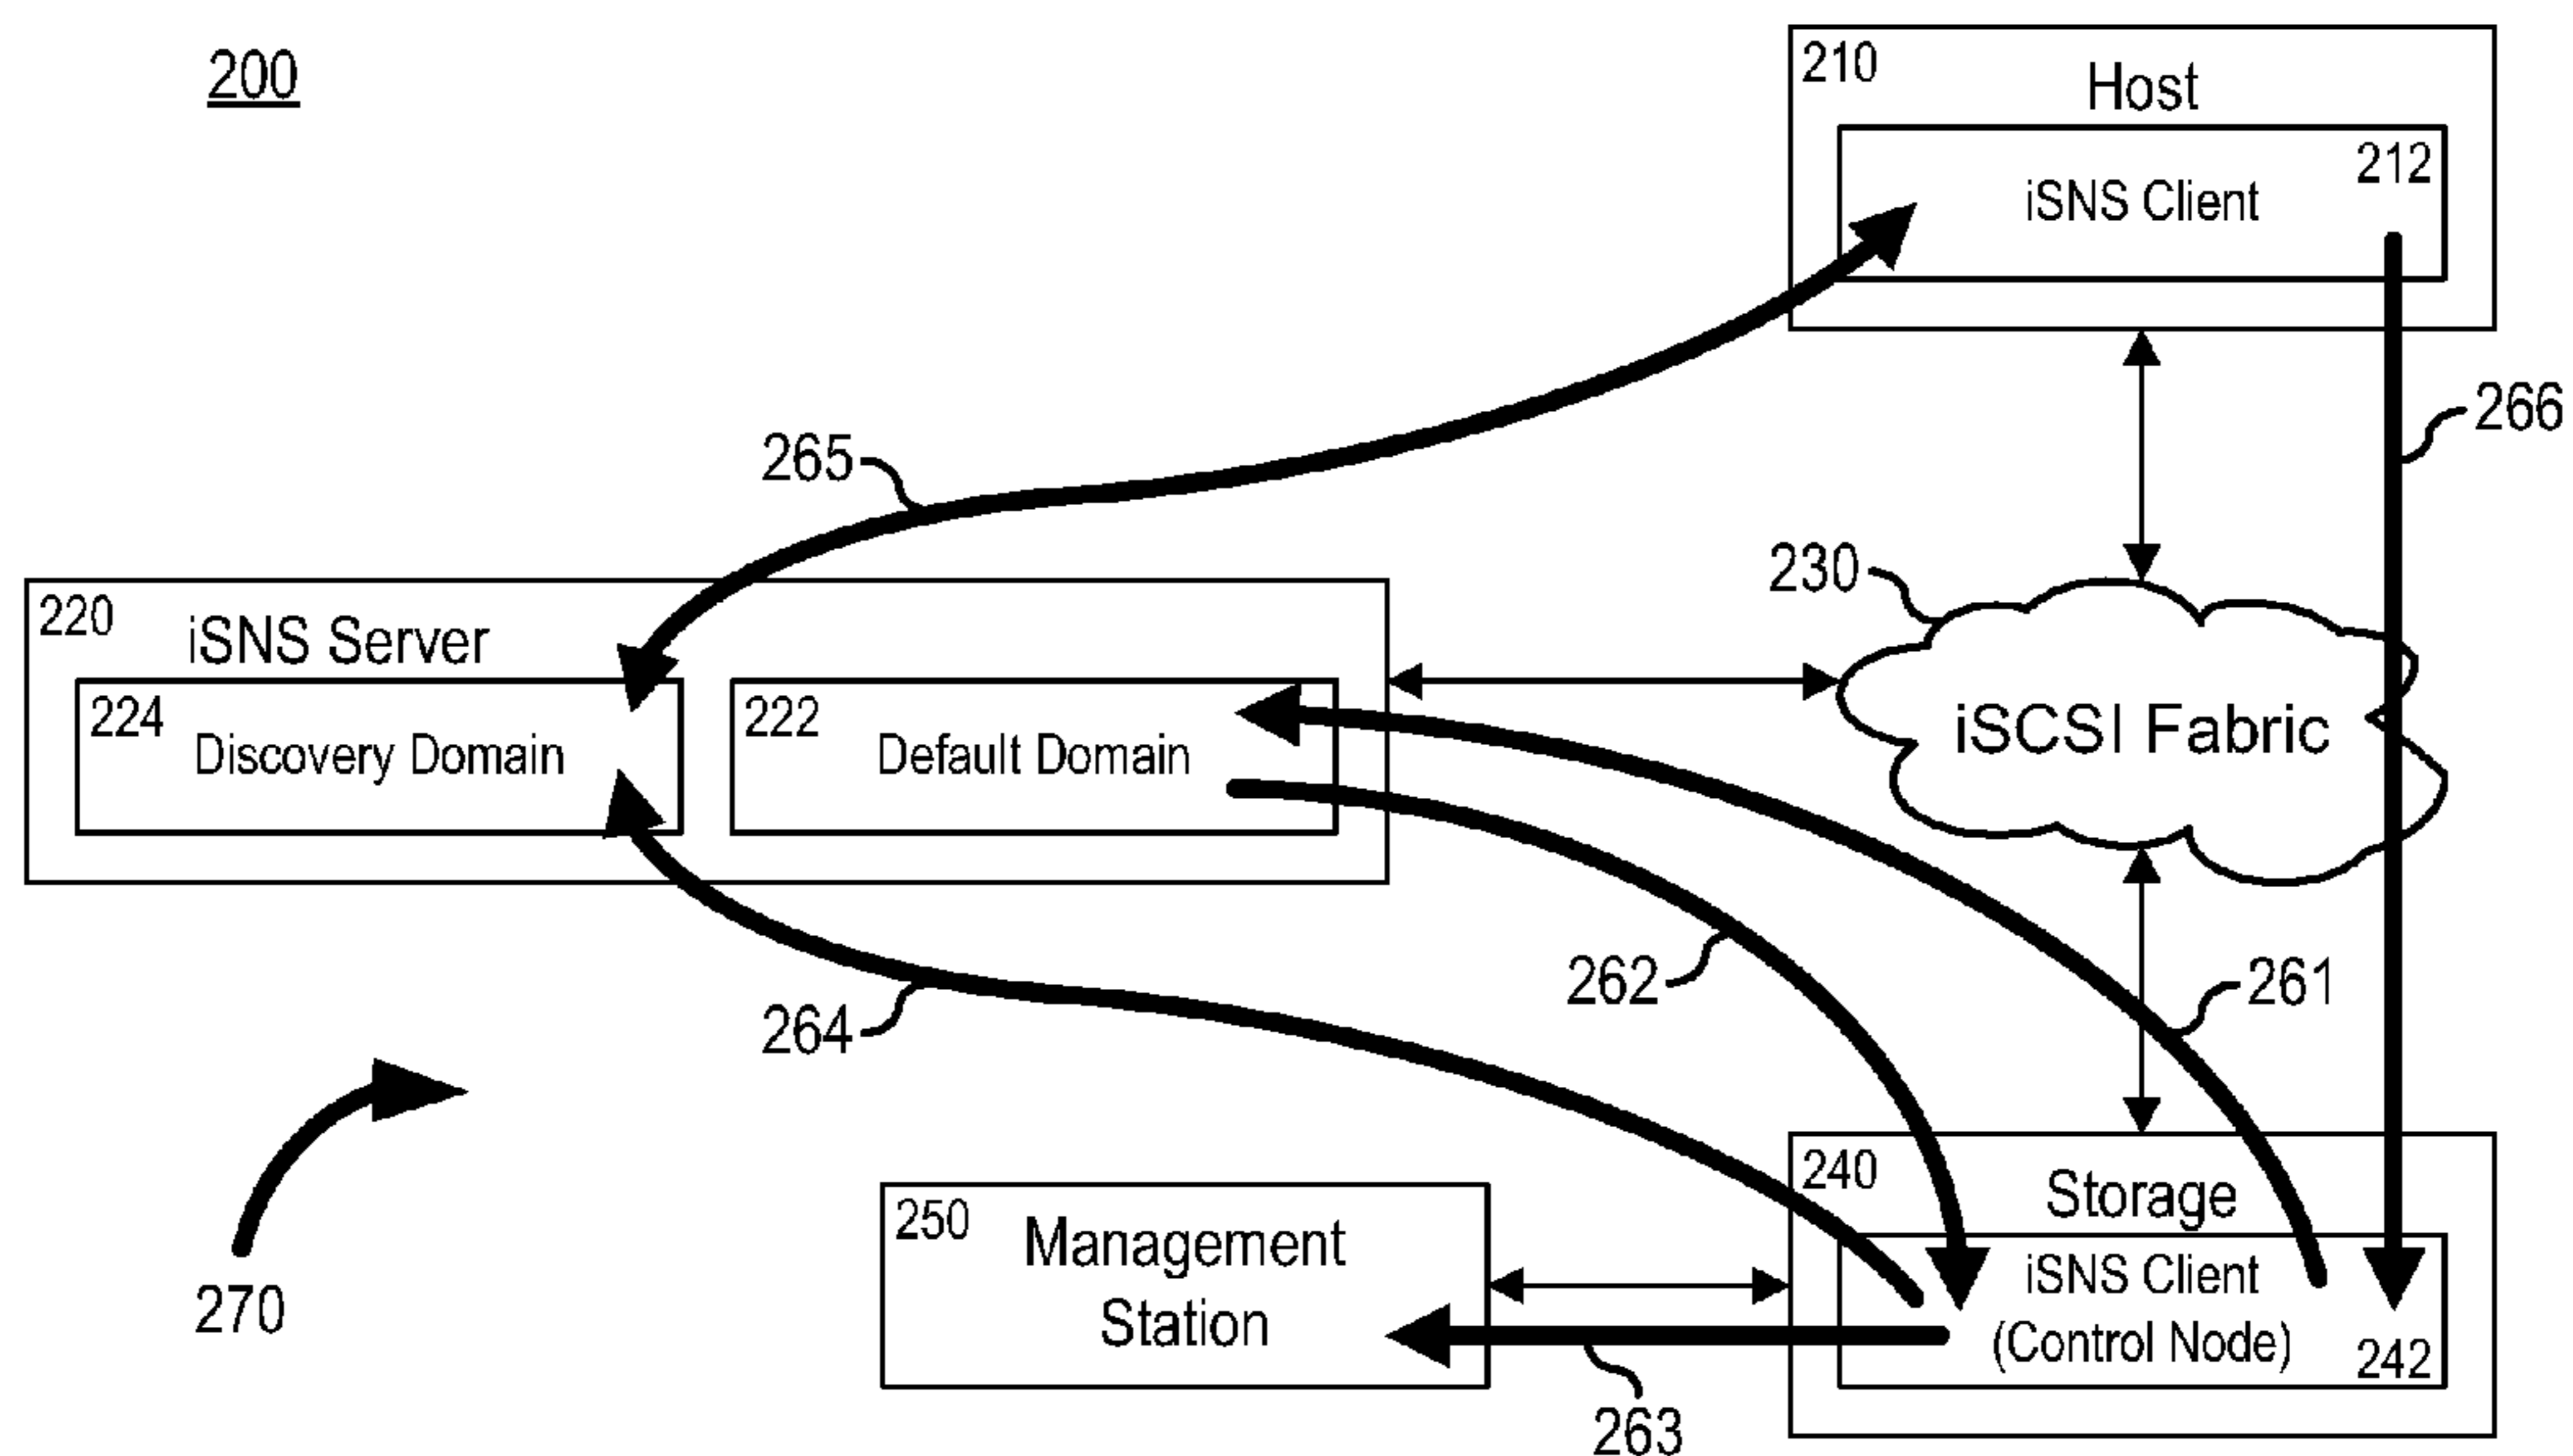 200
210
Host
212
iSNS Client
266
265
230
220
iSNS Server
224
Discovery Domain
222
Default Domain
iSCSI Fabric
262
261
264
240
Storage
250
Management
Station
iSNS Client
(Control Node)
242
270
263